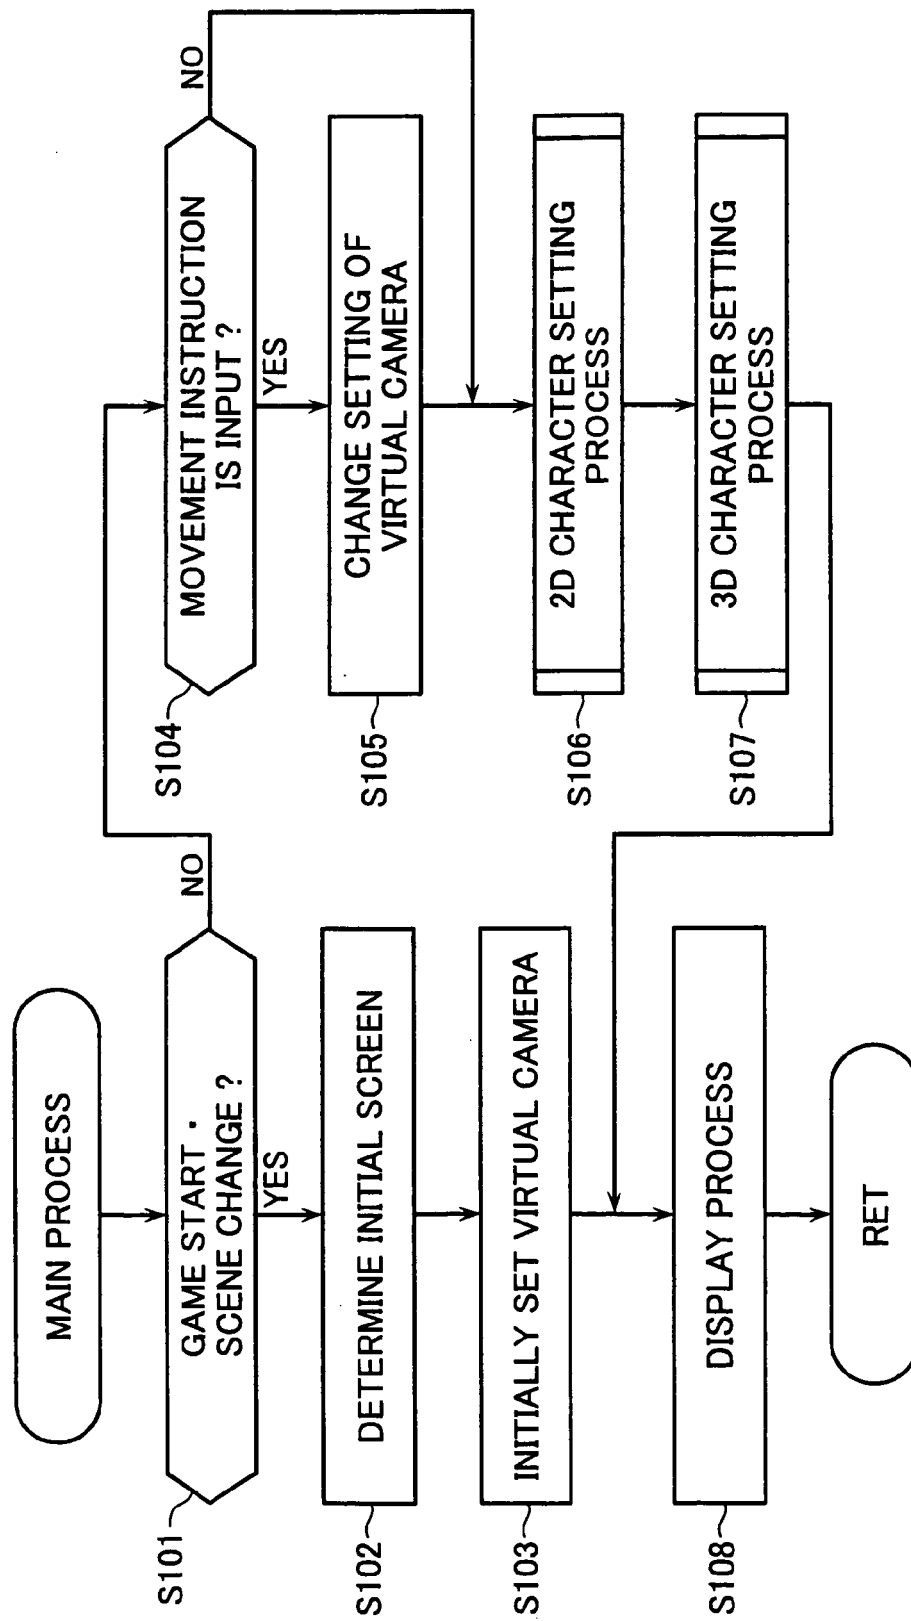 MAIN PROCESS
S101
GAME START ·
SCENE CHANGE ?
NO
YES
S102
DETERMINE INITIAL SCREEN
S103
INITIALLY SET VIRTUAL CAMERA
S108
DISPLAY PROCESS
RET
S104
MOVEMENT INSTRUCTION
IS INPUT ?
NO
YES
S105
CHANGE SETTING OF
VIRTUAL CAMERA
S106
2D CHARACTER SETTING
PROCESS
S107
3D CHARACTER SETTING
PROCESS